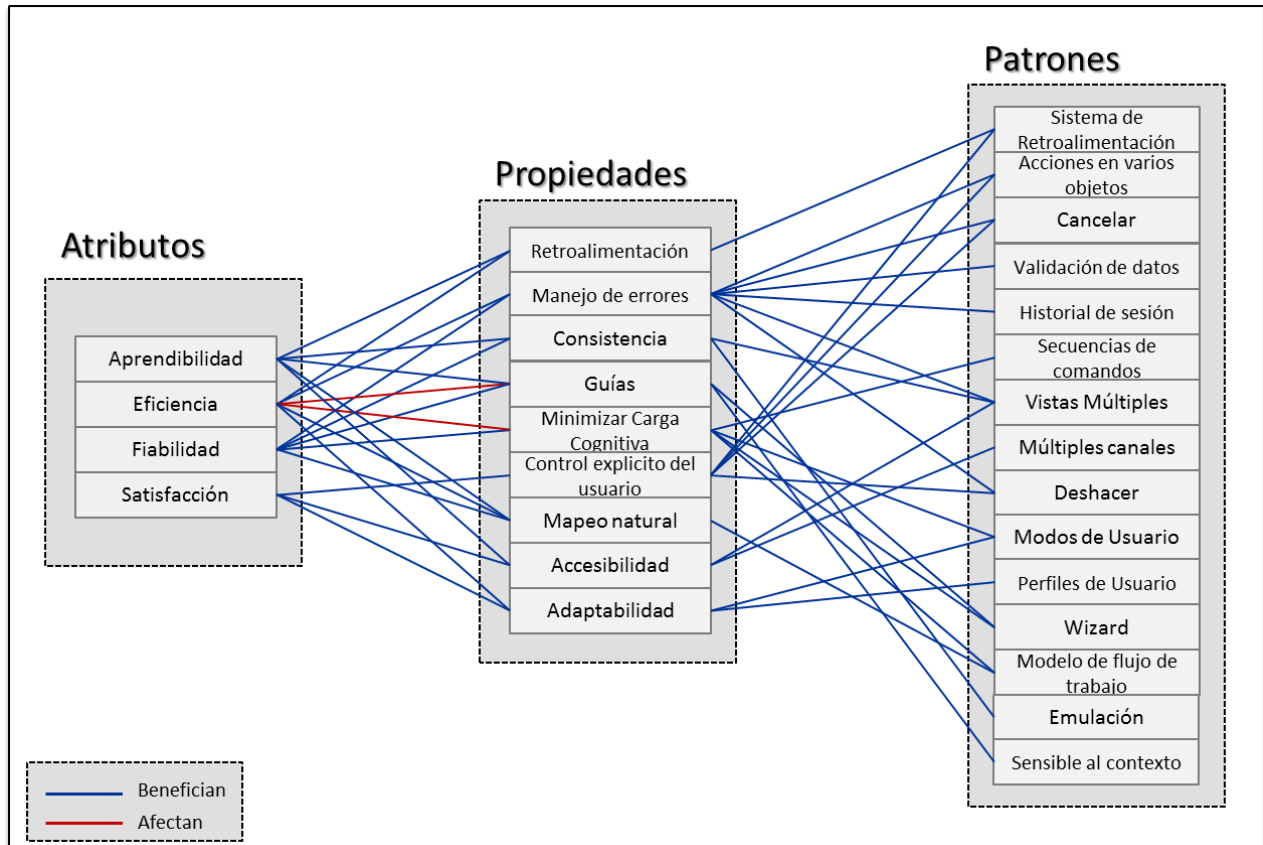 Patrones
Sistema de
Retroalimentación
Acciones en varios
objetos
Cancelar
Validación de datos
Historial de sesión
Secuencias de
comandos
Vistas Múltiples
Múltiples canales
Deshacer
Modos de Usuario
Perfiles de Usuario
Wizard
Modelo de flujo de
trabajo
Emulación
Sensible al contexto
Propiedades
Retroalimentación
Manejo de errores
Consistencia
Guías
Minimizar Carga
Cognitiva
Control explicito del
usuario
Mapeo natural
Accesibilidad
Adaptabilidad
Atributos
Aprendibilidad
Eficiencia
Fiabilidad
Satisfacción
Benefician
Afectan